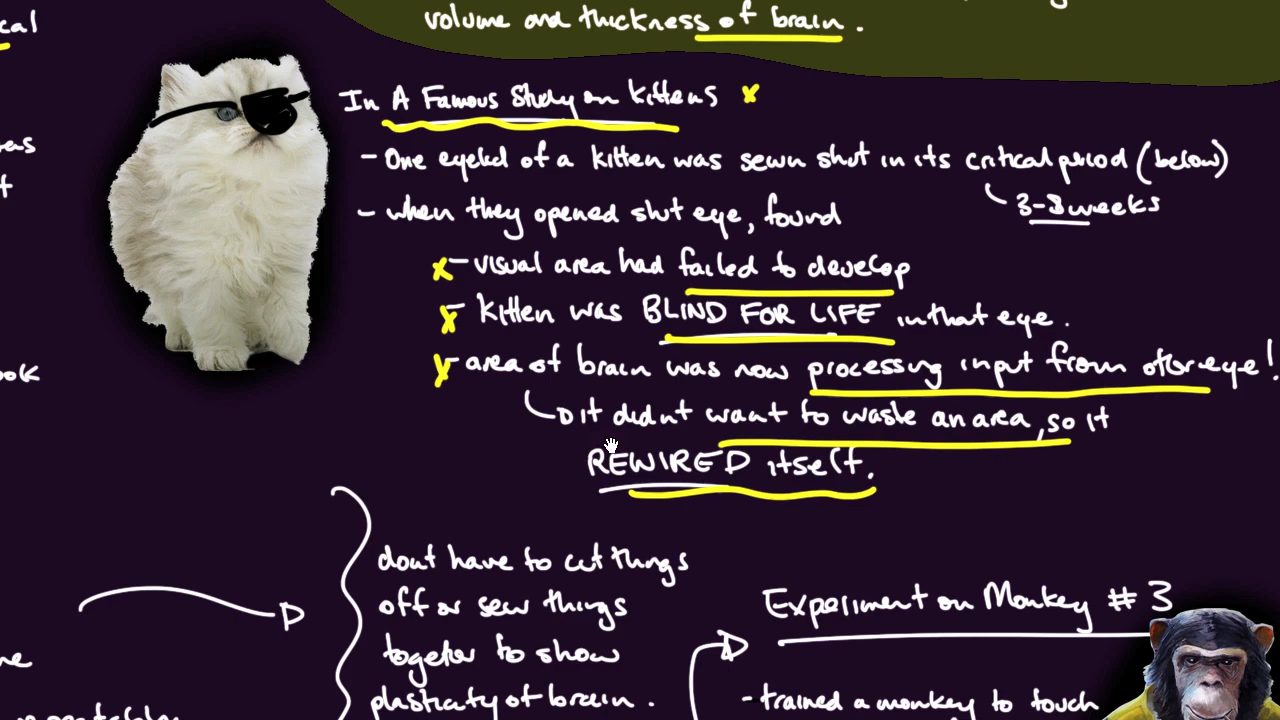 cal
volume and thickness of brain.
In A Famous Study on Kittens x
- One eyelid of a kitten was sewn shut in its critical period (below)
3-8 weeks
- when they opened shut eye, found
x - visual area had failed to develop
x - kitten was BLIND FOR LIFE in that eye.
x - area of brain was now processing input from other eye!
it didnt want to waste an area, so it
REWIRED itself.
dont have to cut things
off or sew things
together to show
plasticity of brain.
Experiment on Monkey #3
- trained a monkey to touch